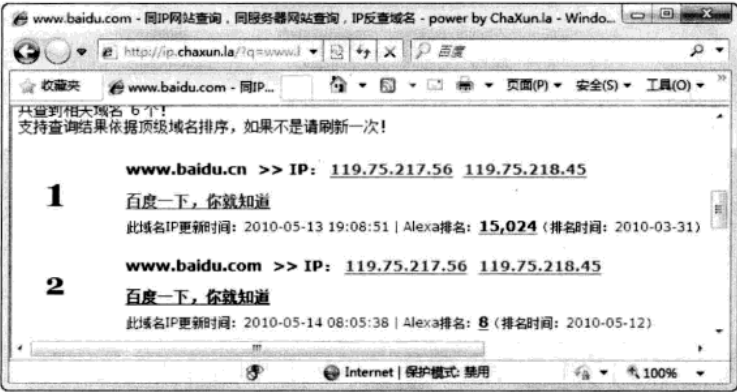 www.baidu.com - 同IP网站查询，同服务器网站查询，IP反查域名 - power by ChaXun.la - Windo...
http://ip.chaxun.la/?q=www.l
百度
收藏夹
www.baidu.com - 同IP...
页面(P)
安全(S)
工具(O)
共查到相关域名 6 个！
支持查询结果依据顶级域名排序，如果不是请刷新一次！
1
www.baidu.cn >> IP： 119.75.217.56 119.75.218.45
百度一下，你就知道
此域名IP更新时间：2010-05-13 19:08:51 | Alexa排名：15,024（排名时间：2010-03-31）
2
www.baidu.com >> IP： 119.75.217.56 119.75.218.45
百度一下，你就知道
此域名IP更新时间：2010-05-14 08:05:38 | Alexa排名：8（排名时间：2010-05-12）
Internet | 保护模式: 禁用
100%